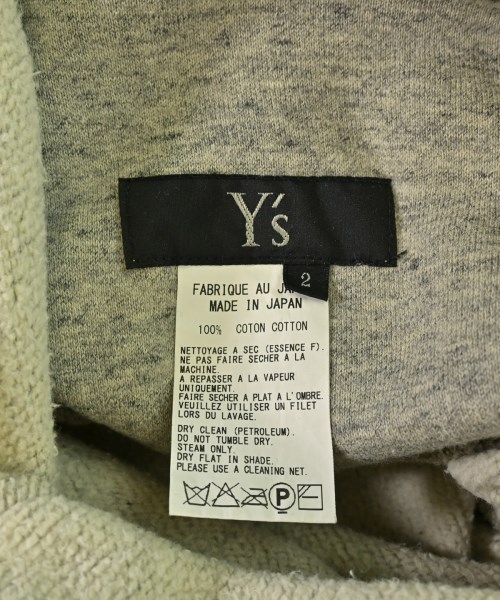 Y's
2
FABRIQUE AU JA
MADE IN JAPAN
100% COTON COTTON
NETTOYAGE A SEC (ESSENCE F).
NE PAS FAIRE SECHER A LA
MACHINE.
A REPASSER A LA VAPEUR
UNIQUEMENT.
FAIRE SECHER A PLAT A L'OMBRE.
VEUILLEZ UTILISER UN FILET
LORS DU LAVAGE.
DRY CLEAN (PETROLEUM).
DO NOT TUMBLE DRY.
STEAM ONLY.
DRY FLAT IN SHADE.
PLEASE USE A CLEANING NET.
P